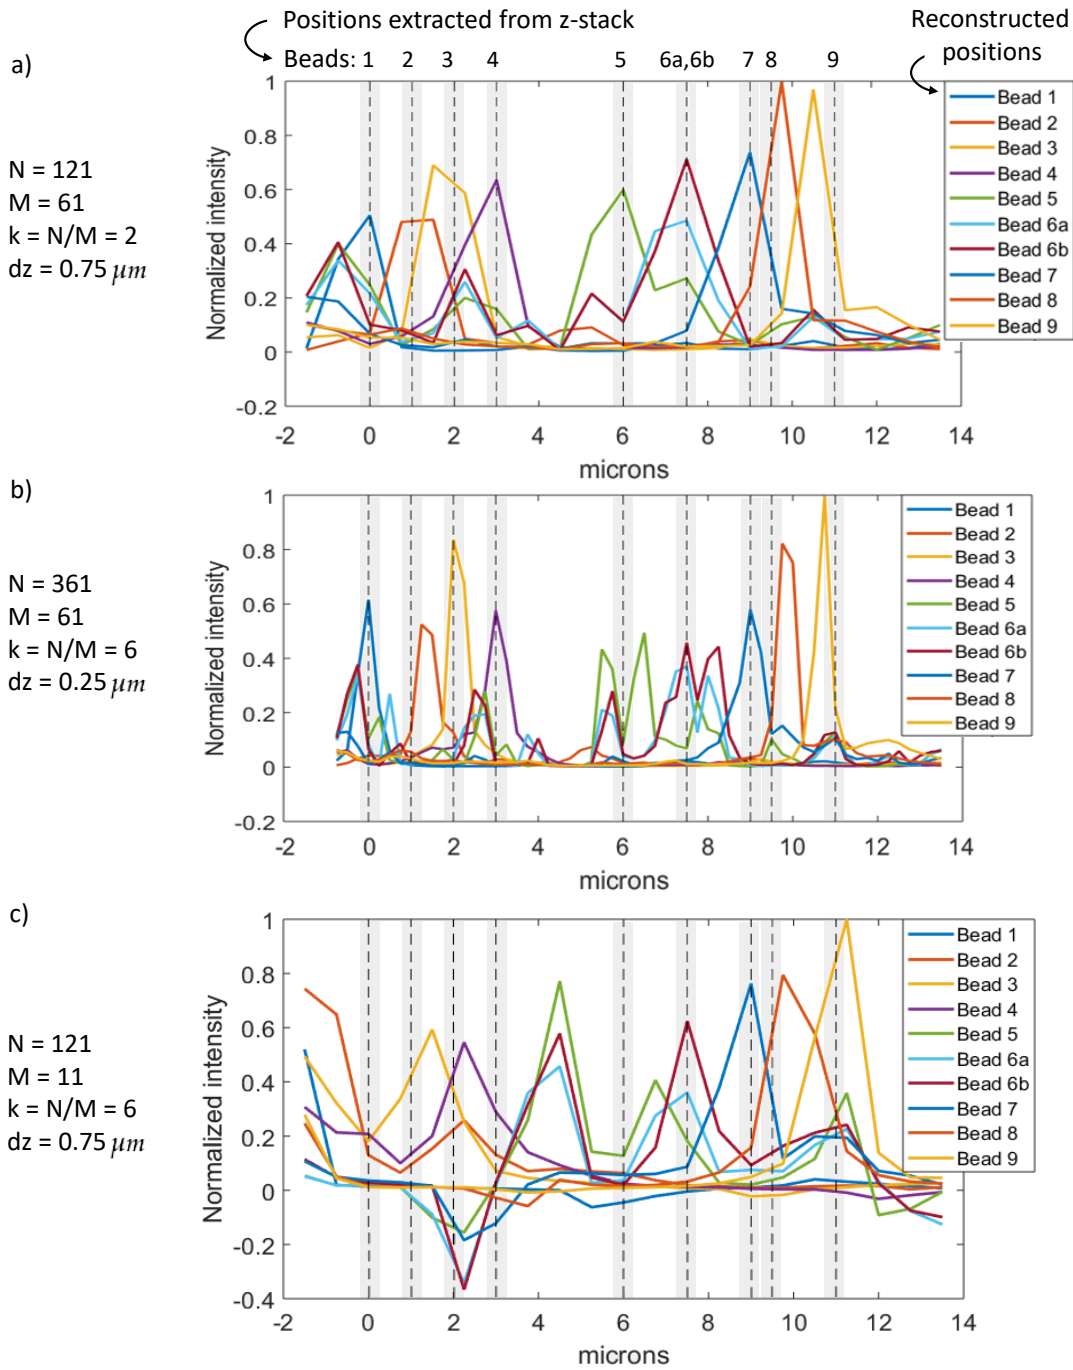 Positions extracted from z-stack
Beads: 1 2 3 4 5 6a,6b 7 8 9
Reconstructed
positions
a)
N = 121
M = 61
k = N/M = 2
dz = 0.75 μm
Normalized intensity
1
0.8
0.6
0.4
0.2
0
-0.2
-2 0 2 4 6 8 10 12 14
microns
Bead 1
Bead 2
Bead 3
Bead 4
Bead 5
Bead 6a
Bead 6b
Bead 7
Bead 8
Bead 9
b)
N = 361
M = 61
k = N/M = 6
dz = 0.25 μm
Normalized intensity
1
0.8
0.6
0.4
0.2
0
-0.2
-2 0 2 4 6 8 10 12 14
microns
Bead 1
Bead 2
Bead 3
Bead 4
Bead 5
Bead 6a
Bead 6b
Bead 7
Bead 8
Bead 9
c)
N = 121
M = 11
k = N/M = 6
dz = 0.75 μm
Normalized intensity
1
0.8
0.6
0.4
0.2
0
-0.2
-0.4
-2 0 2 4 6 8 10 12 14
microns
Bead 1
Bead 2
Bead 3
Bead 4
Bead 5
Bead 6a
Bead 6b
Bead 7
Bead 8
Bead 9